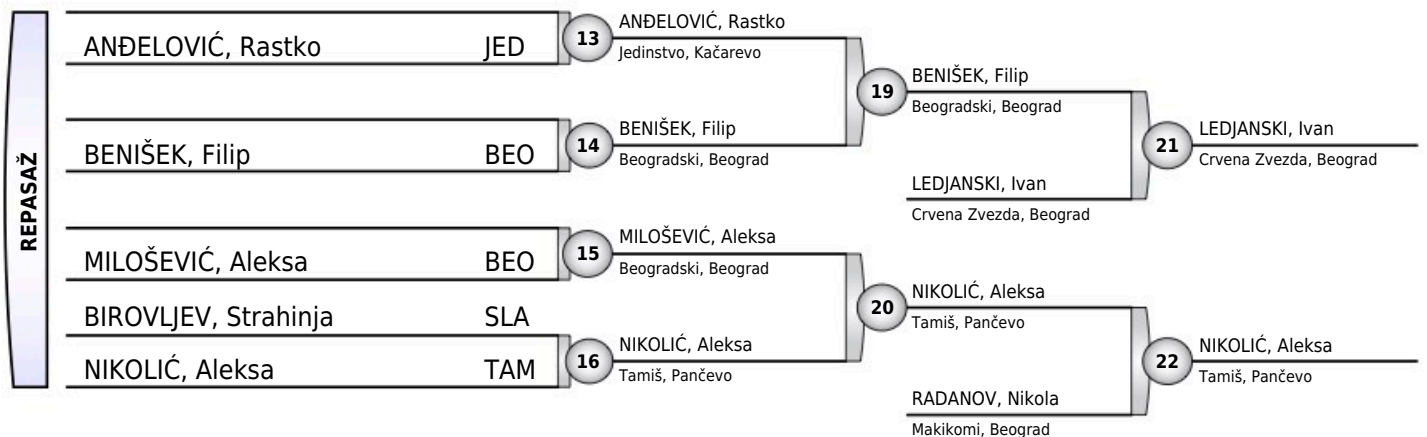 REPASAŽ
ANĐELOVIĆ, Rastko JED
BENIŠEK, Filip BEO
MILOŠEVIĆ, Aleksa BEO
BIROVLJEV, Strahinja SLA
NIKOLIĆ, Aleksa TAM
13
ANĐELOVIĆ, Rastko
Jedinstvo, Kačarevo
14
BENIŠEK, Filip
Beogradski, Beograd
15
MILOŠEVIĆ, Aleksa
Beogradski, Beograd
16
NIKOLIĆ, Aleksa
Tamiš, Pančevo
19
BENIŠEK, Filip
Beogradski, Beograd
LEDJANSKI, Ivan
Crvena Zvezda, Beograd
20
NIKOLIĆ, Aleksa
Tamiš, Pančevo
RADANOV, Nikola
Makikomi, Beograd
21
LEDJANSKI, Ivan
Crvena Zvezda, Beograd
22
NIKOLIĆ, Aleksa
Tamiš, Pančevo